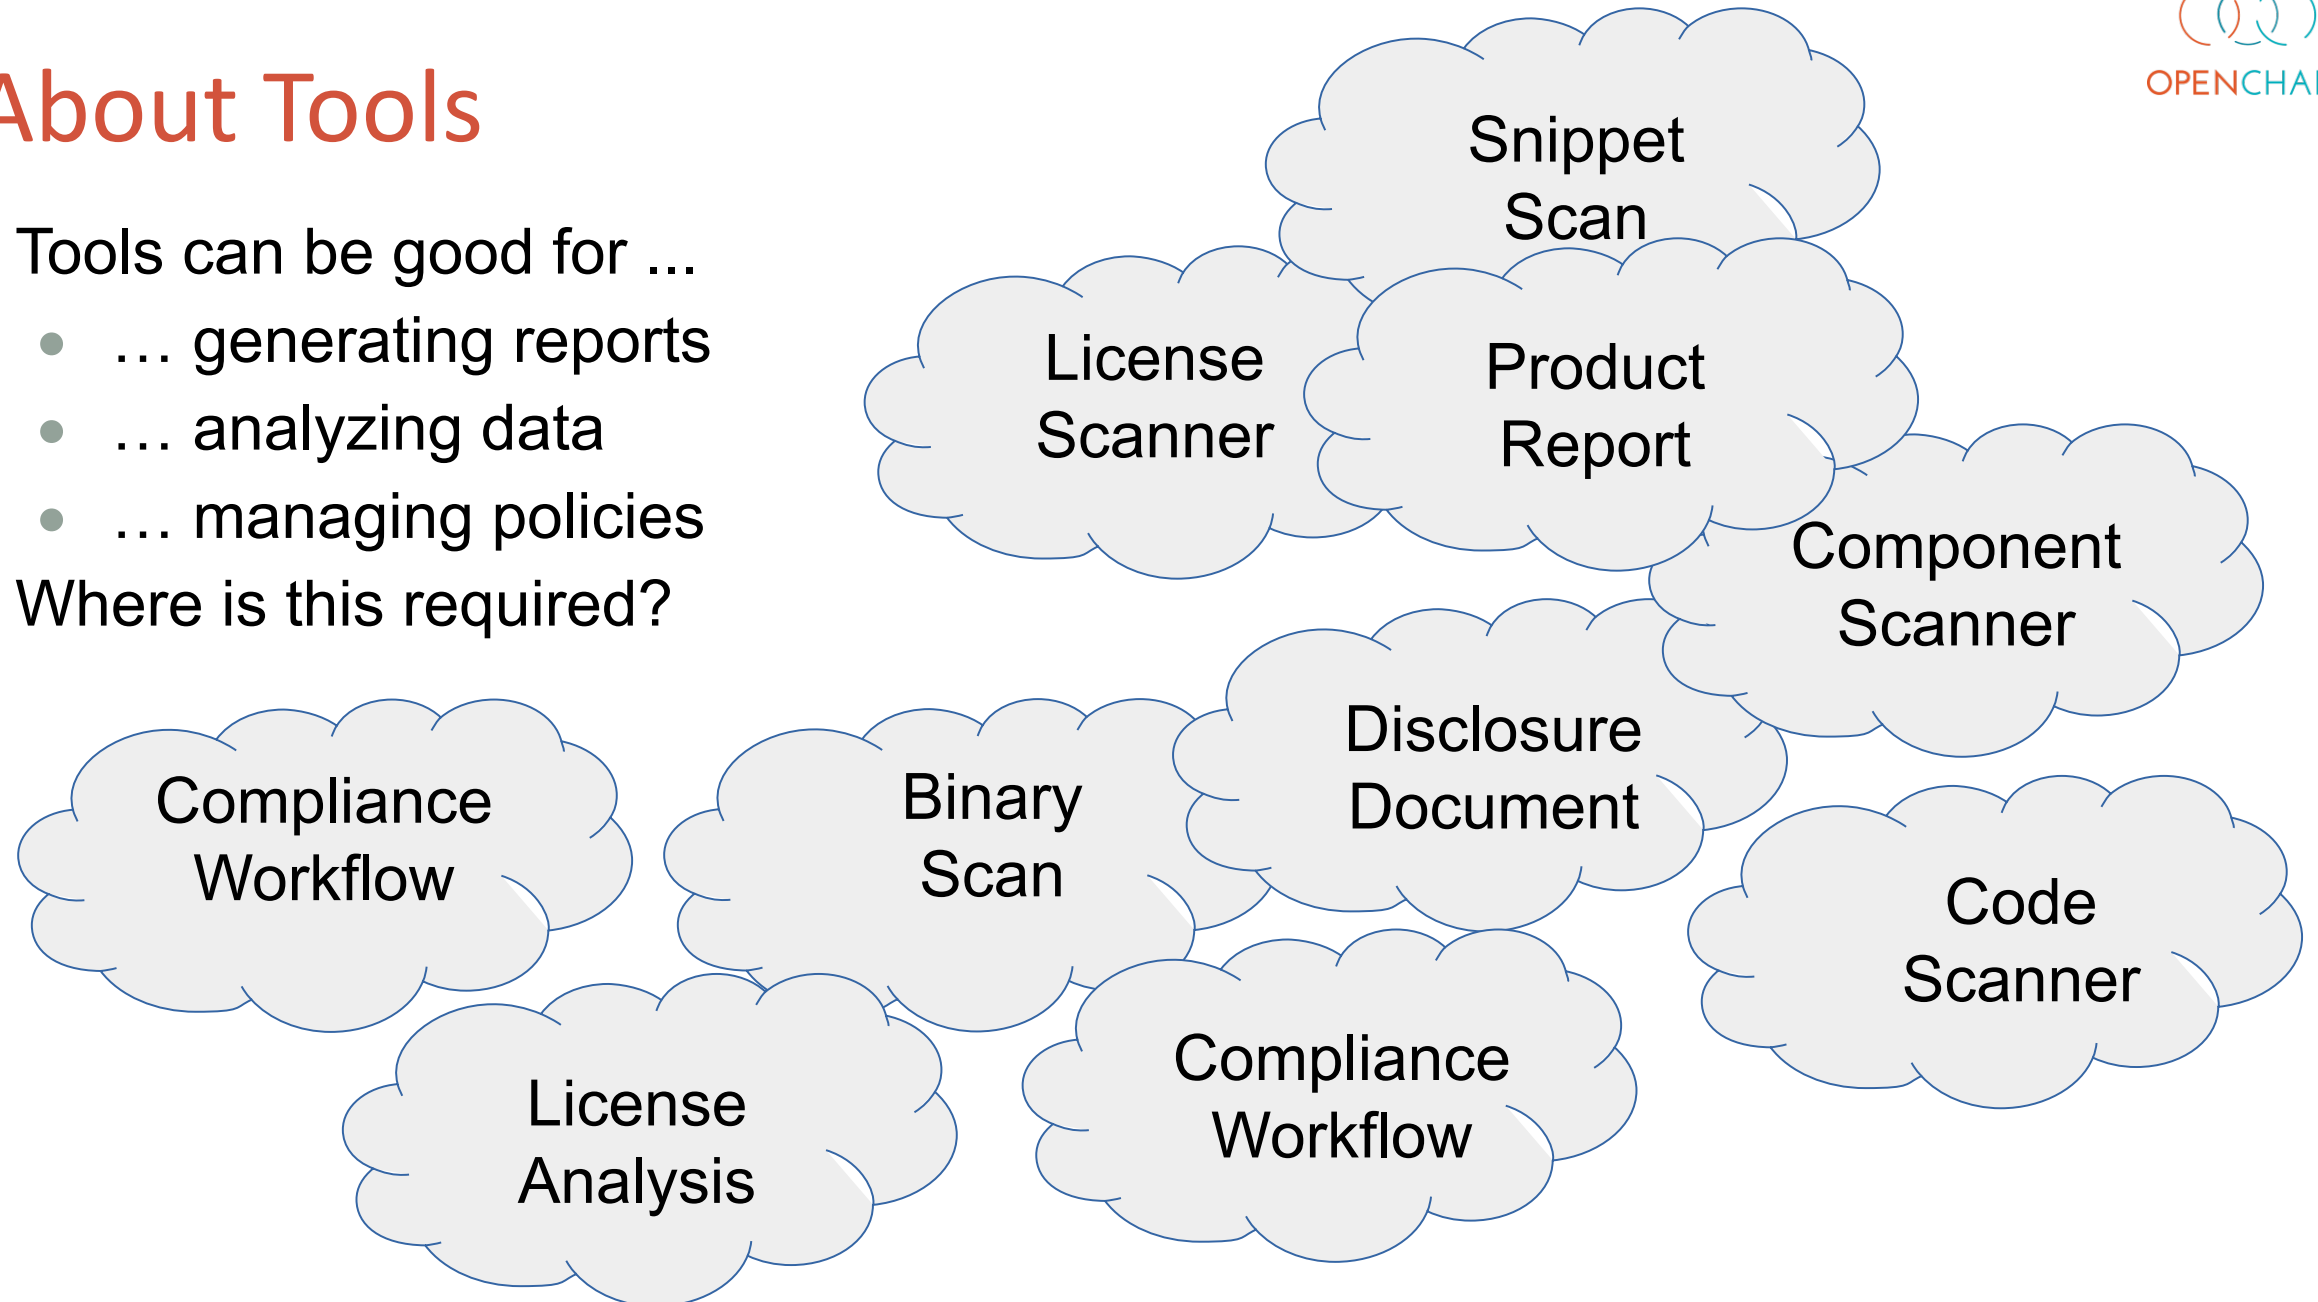 About Tools
OPENCHAI
Tools can be good for ...
… generating reports
… analyzing data
… managing policies
Where is this required?
Snippet
Scan
License
Scanner
Product
Report
Component
Scanner
Disclosure
Document
Compliance
Workflow
Binary
Scan
Code
Scanner
License
Analysis
Compliance
Workflow